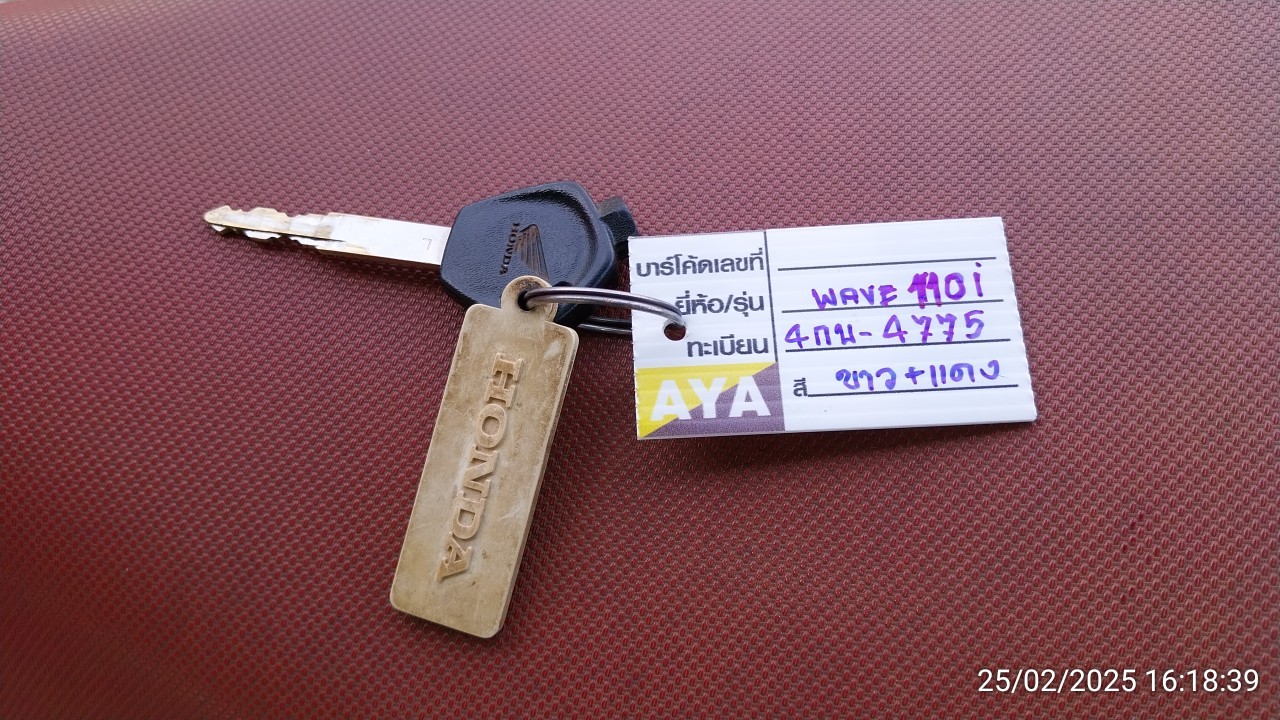 7
HONDA
HONDA
บาร์โค้ดเลขที่
ยี่ห้อ/รุ่น WAVE 110i
ทะเบียน 4กน-4775
AYA
สี ขาว+แดง
25/02/2025 16:18:39